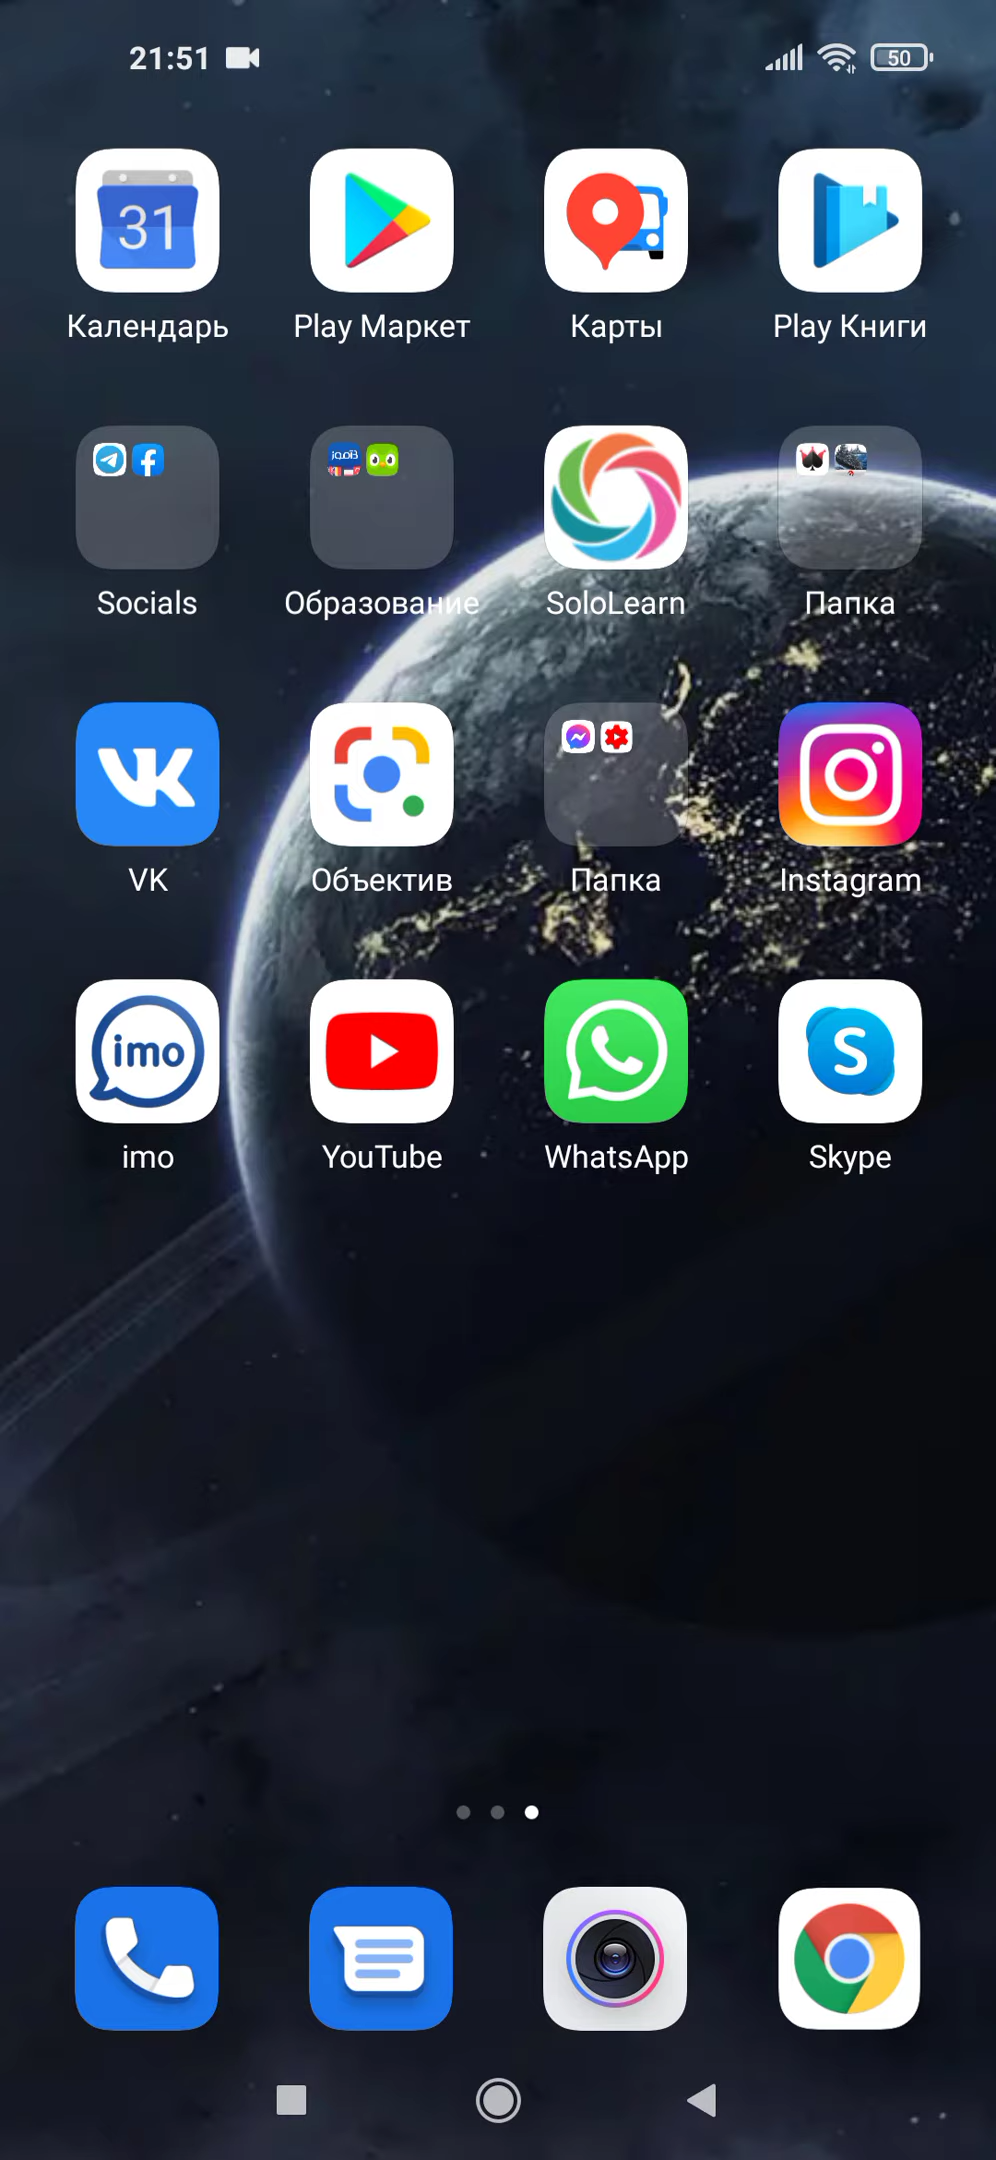 21:51
50
31
Календарь
Play Маркет
Карты
Play Книги
Socials
Образование
SoloLearn
Папка
VK
Объектив
Папка
Instagram
imo
imo
YouTube
WhatsApp
S
Skype